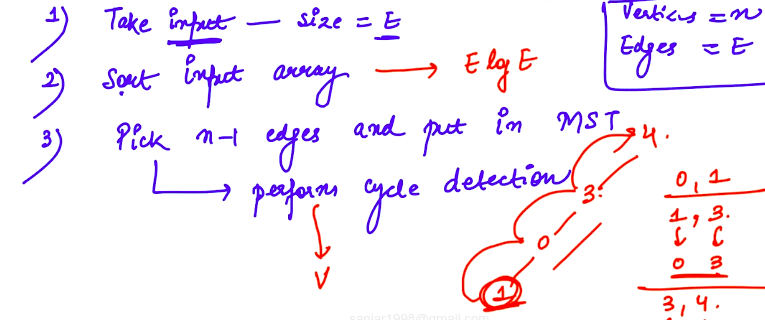 1) Take input — size = E
2) Sort input array → E log E
3) Pick n-1 edges and put in MST
→ perform cycle detection
V
Vertices = n
Edges = E
4.
3.
0
1
0, 1
1, 3.
0 3
3, 4.
sanjar1998@gmail.com